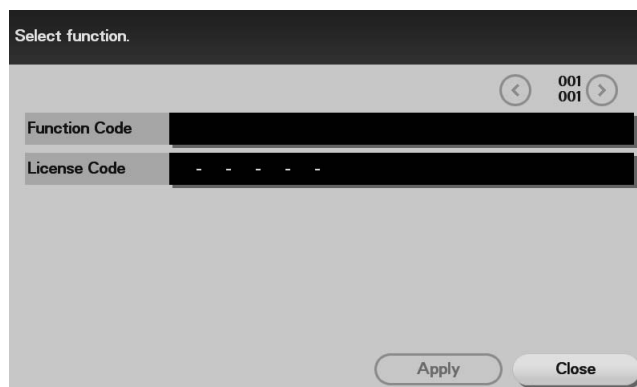 Select function.
001
001
Function Code
License Code - - - - -
Apply Close